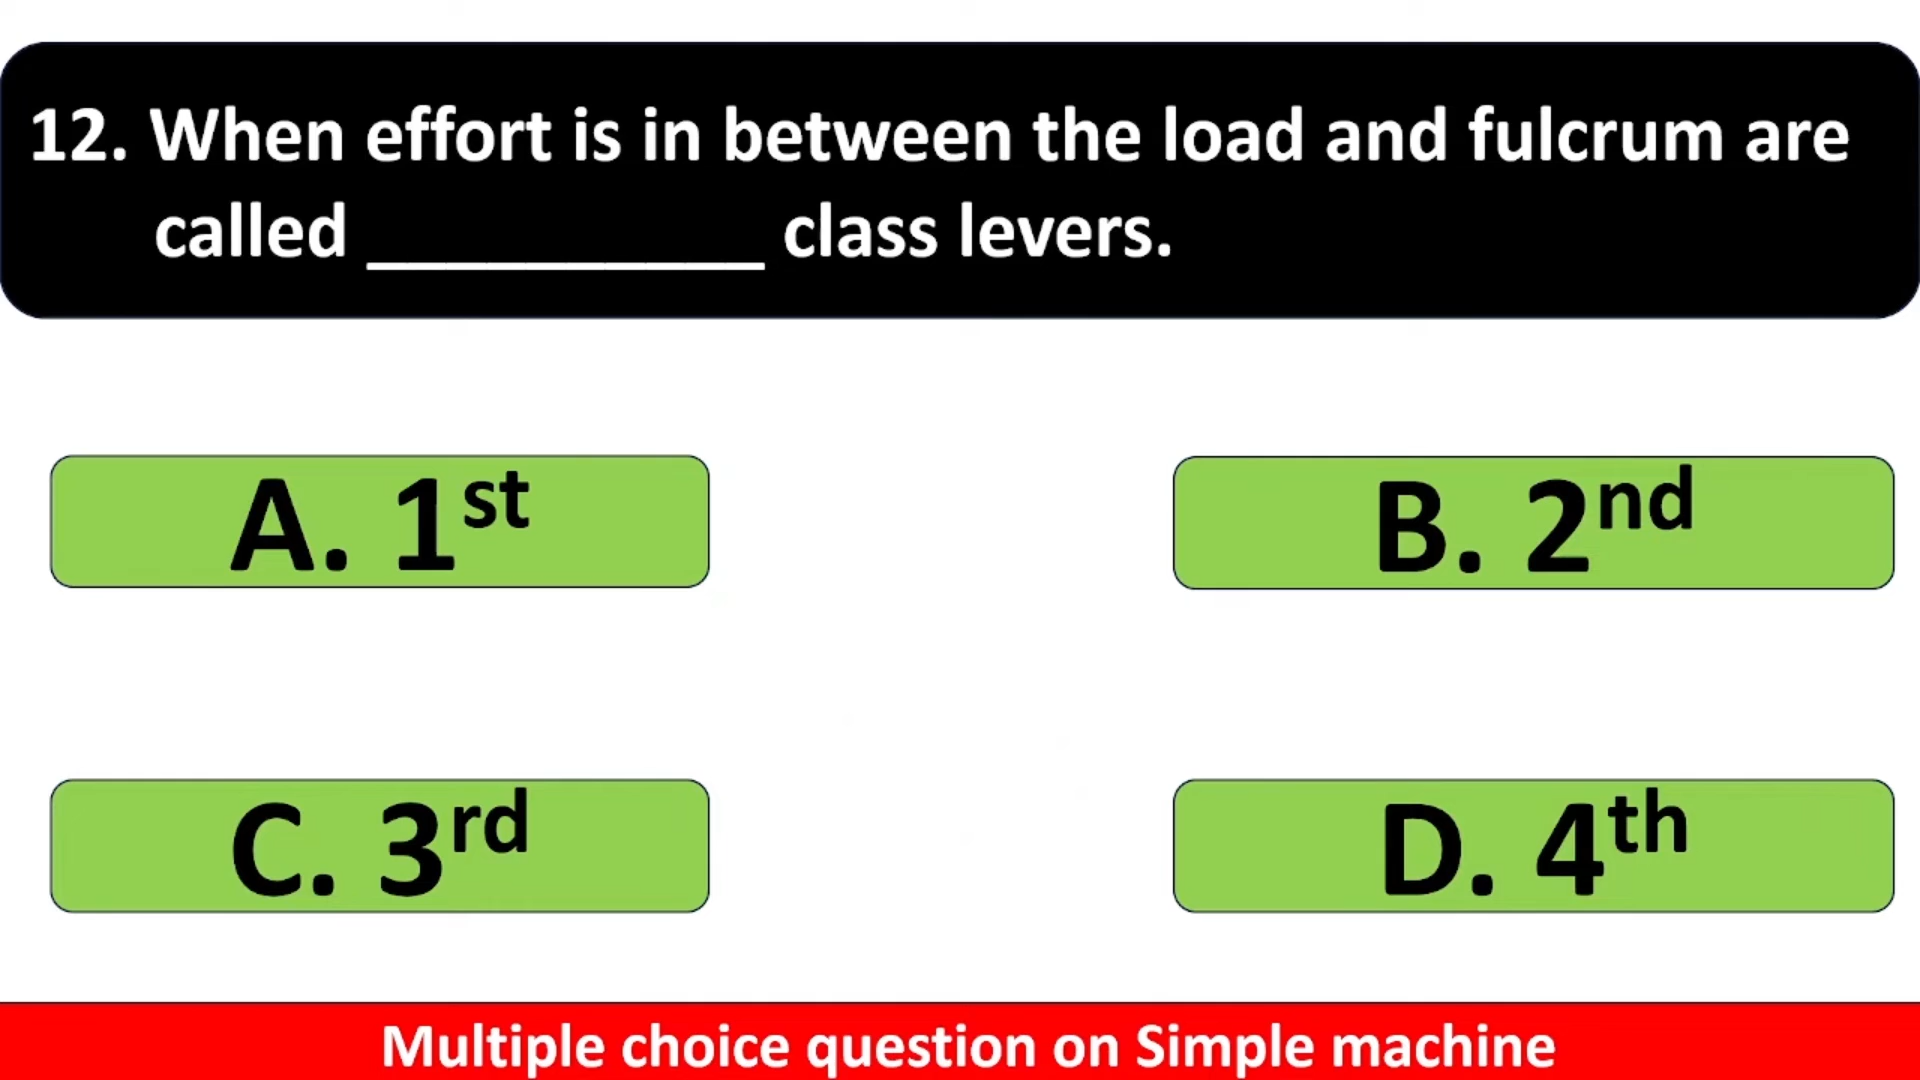 12. When effort is in between the load and fulcrum are
called __________ class levers.
A. 1st
B. 2nd
C. 3rd
D. 4th
Multiple choice question on Simple machine